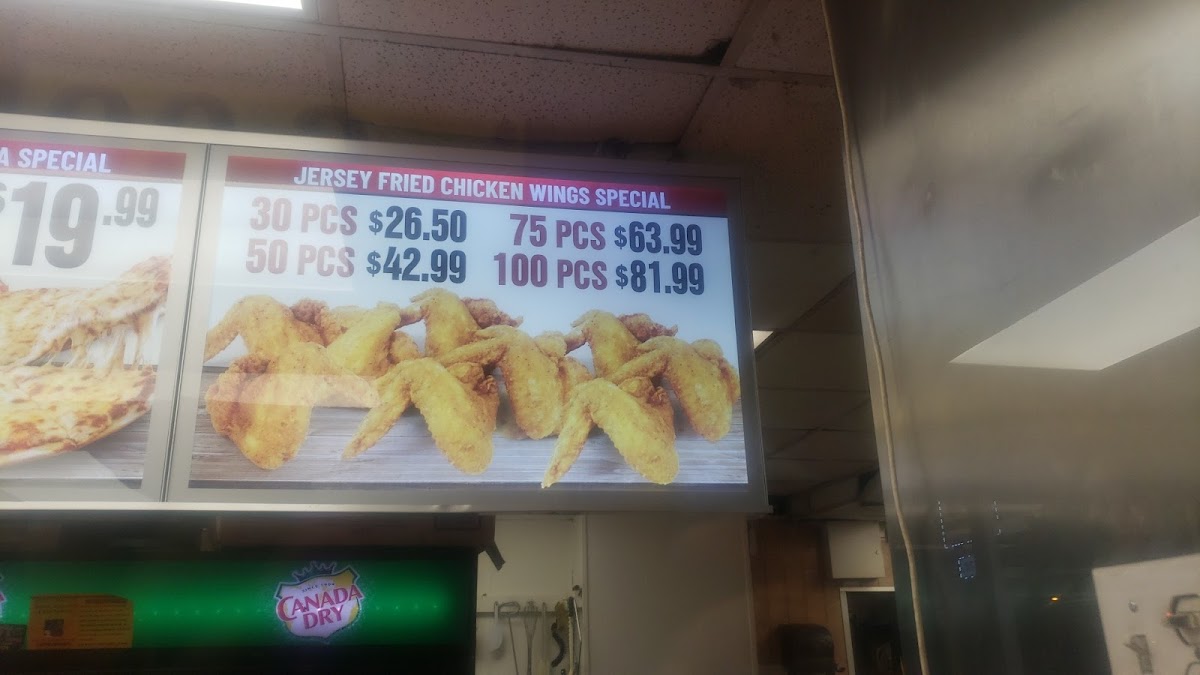 A SPECIAL
$19.99
JERSEY FRIED CHICKEN WINGS SPECIAL
30 PCS $26.50
50 PCS $42.99
75 PCS $63.99
100 PCS $81.99
CANADA
DRY